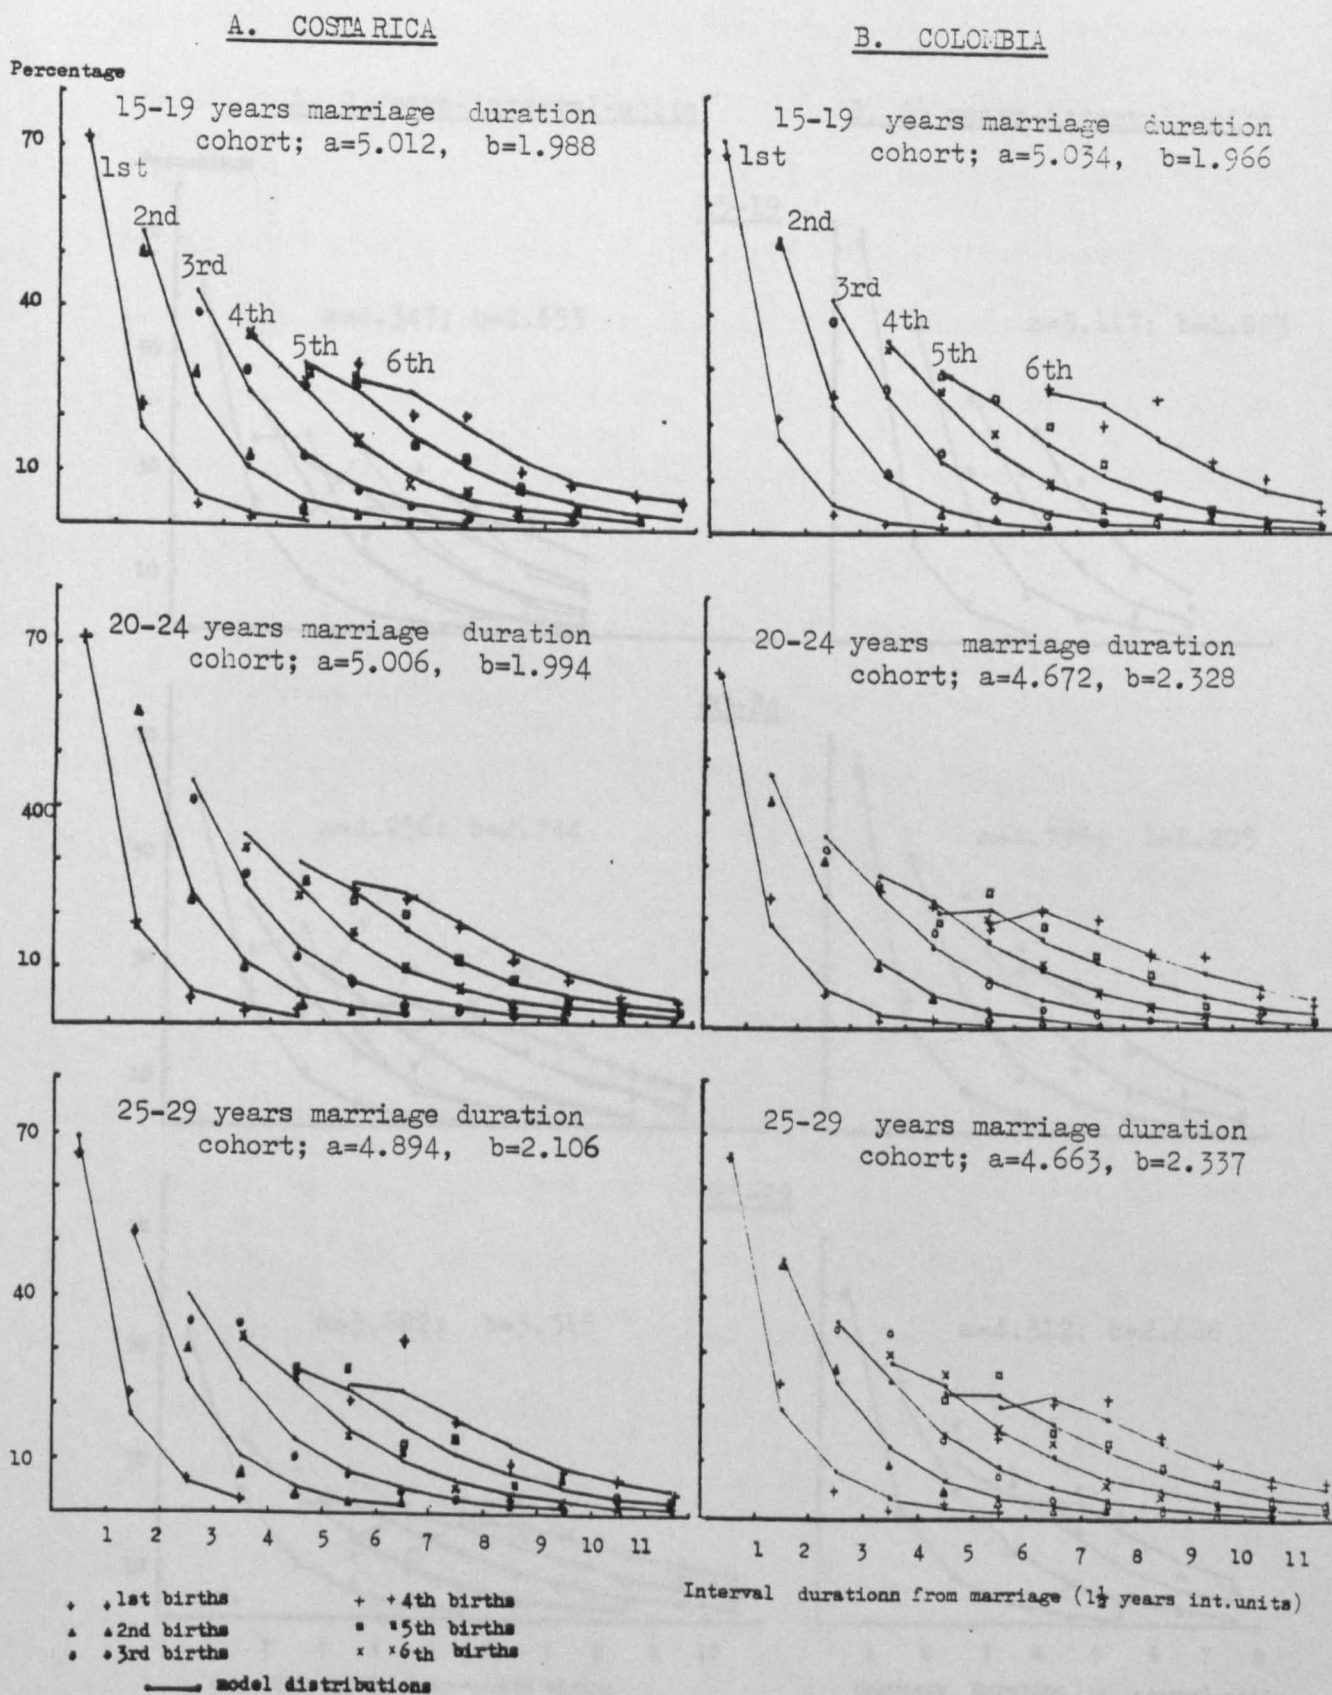 A. COSTA RICA
B. COLOMBIA
Percentage
15-19 years marriage duration
cohort; a=5.012, b=1.988
70
1st
2nd
3rd
40
4th
5th
6th
10
15-19 years marriage duration
cohort; a=5.034, b=1.966
1st
2nd
3rd
4th
5th
6th
70
20-24 years marriage duration
cohort; a=5.006, b=1.994
400
10
20-24 years marriage duration
cohort; a=4.672, b=2.328
70
25-29 years marriage duration
cohort; a=4.894, b=2.106
40
10
1 2 3 4 5 6 7 8 9 10 11
25-29 years marriage duration
cohort; a=4.663, b=2.337
1 2 3 4 5 6 7 8 9 10 11
Interval durationn from marriage (1½ years int.units)
1st births
2nd births
3rd births
4th births
5th births
6th births
model distributions